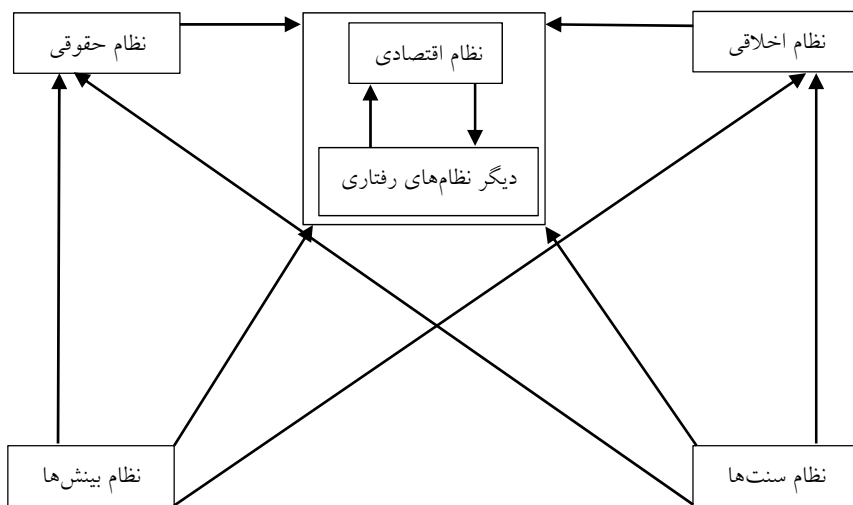 نظام اخلاقی
نظام اقتصادی
نظام حقوقی
دیگر نظام‌های رفتاری
نظام سنت‌ها
نظام بینش‌ها